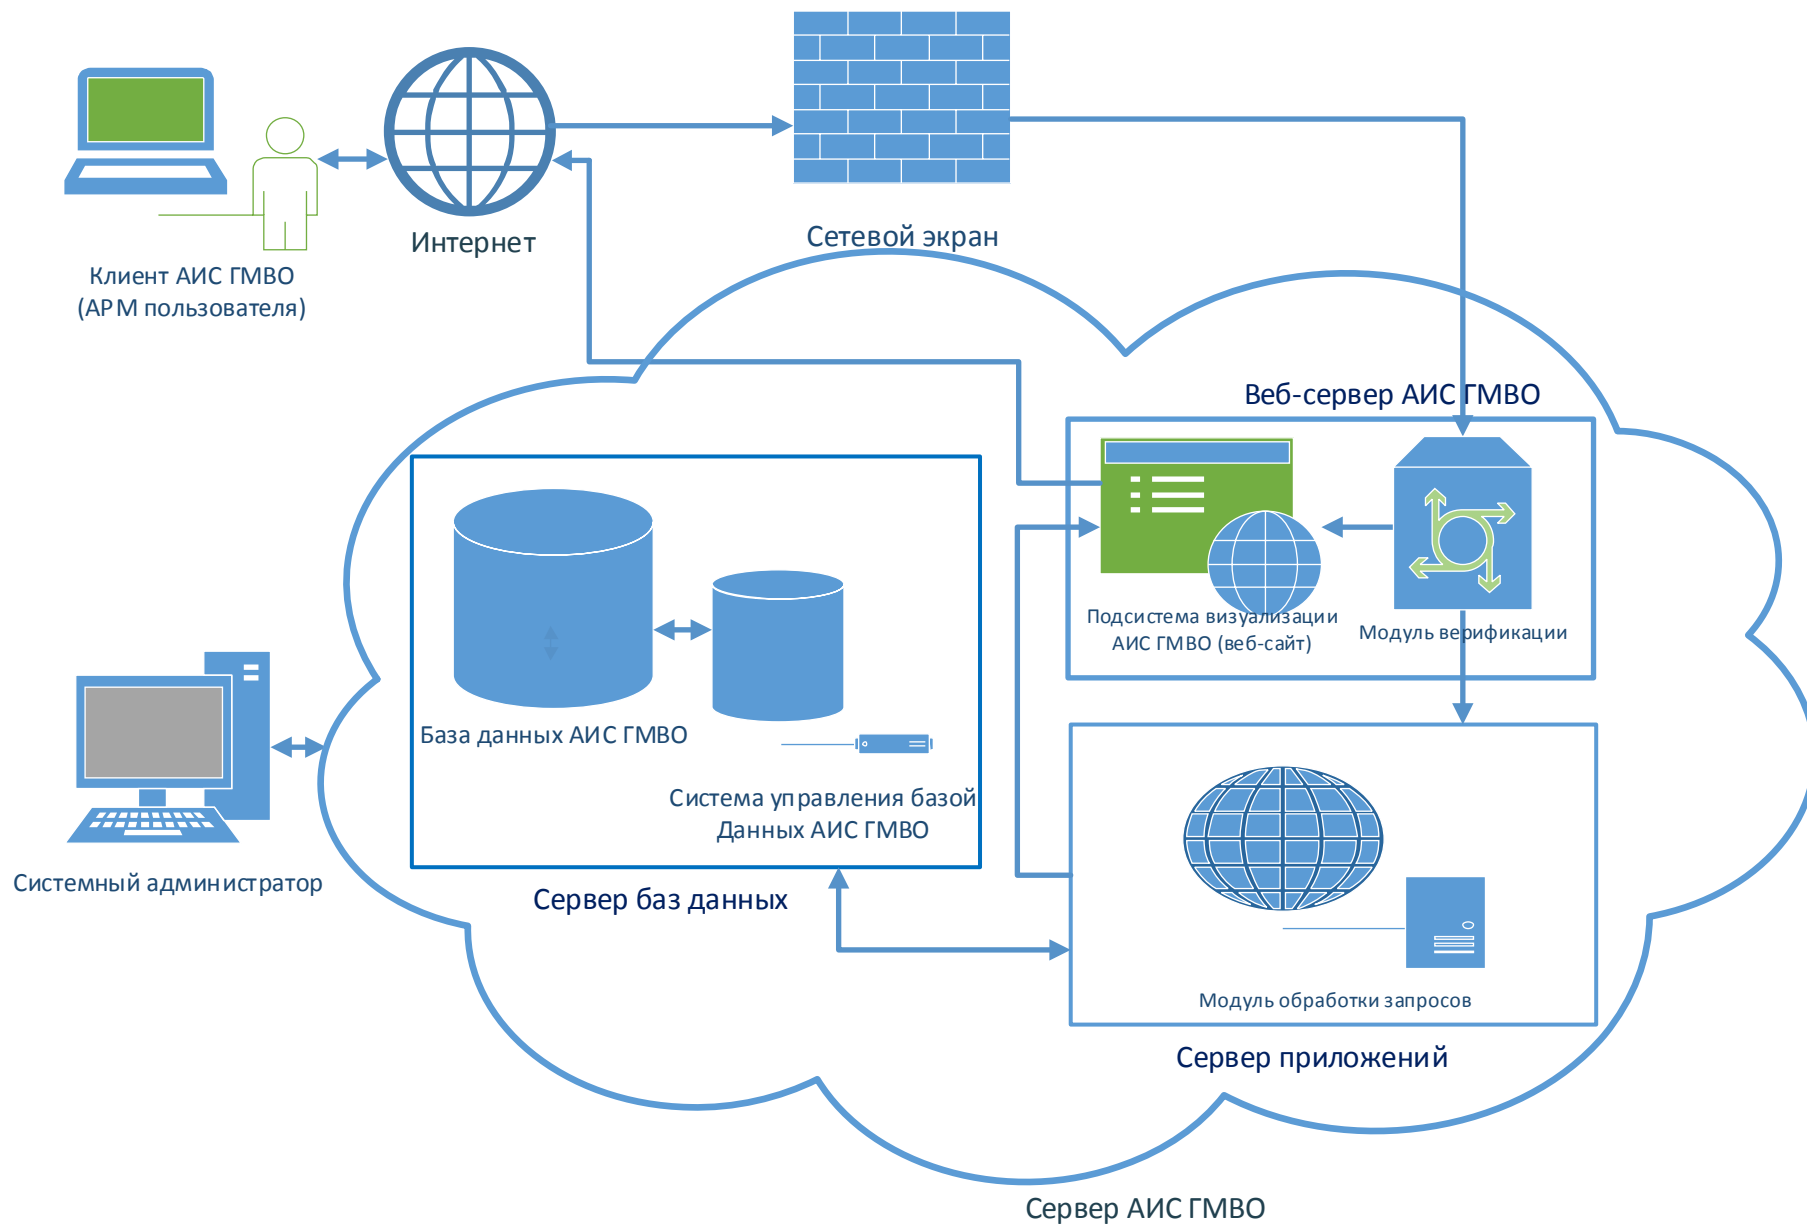 Интернет
Сетевой экран
Клиент АИС ГМВО
(АРМ пользователя)
Веб-сервер АИС ГМВО
Подсистема визуализации
АИС ГМВО (веб-сайт)
Модуль верификации
База данных АИС ГМВО
Система управления базой
Данных АИС ГМВО
Системный администратор
Сервер баз данных
Модуль обработки запросов
Сервер приложений
Сервер АИС ГМВО